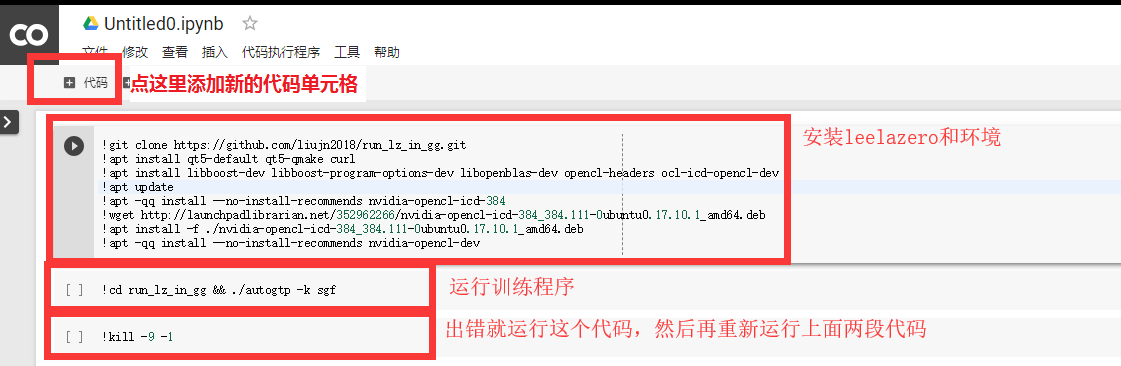 CO Untitled0.ipynb
文件 修改 查看 插入 代码执行程序 工具 帮助
代码 点这里添加新的代码单元格
!git clone https://github.com/liujn2018/run_lz_in_gg.git
!apt install qt5-default qt5-qmake curl
!apt install libboost-dev libboost-program-options-dev libopenblas-dev opencl-headers ocl-icd-opencl-dev
!apt update
!apt -qq install --no-install-recommends nvidia-opencl-icd-384
!wget http://launchpadlibrarian.net/352962266/nvidia-opencl-icd-384_384.111-0ubuntu0.17.10.1_amd64.deb
!apt install -f ./nvidia-opencl-icd-384_384.111-0ubuntu0.17.10.1_amd64.deb
!apt -qq install --no-install-recommends nvidia-opencl-dev
安装leelazero和环境
[ ] !cd run_lz_in_gg && ./autogtp -k sgf
运行训练程序
[ ] !kill -9 -1
出错就运行这个代码，然后再重新运行上面两段代码